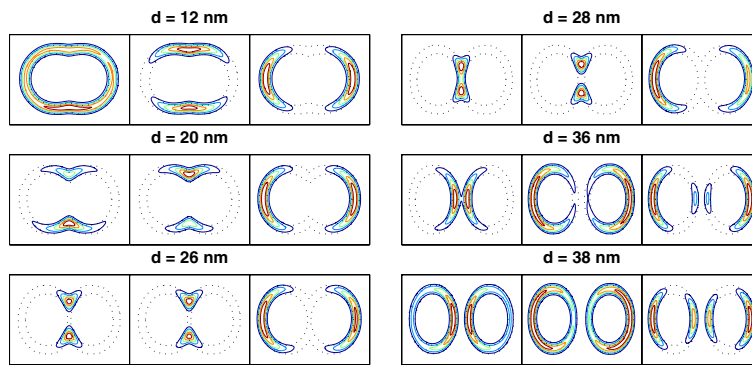 d = 12 nm
d = 28 nm
d = 20 nm
d = 36 nm
d = 26 nm
d = 38 nm